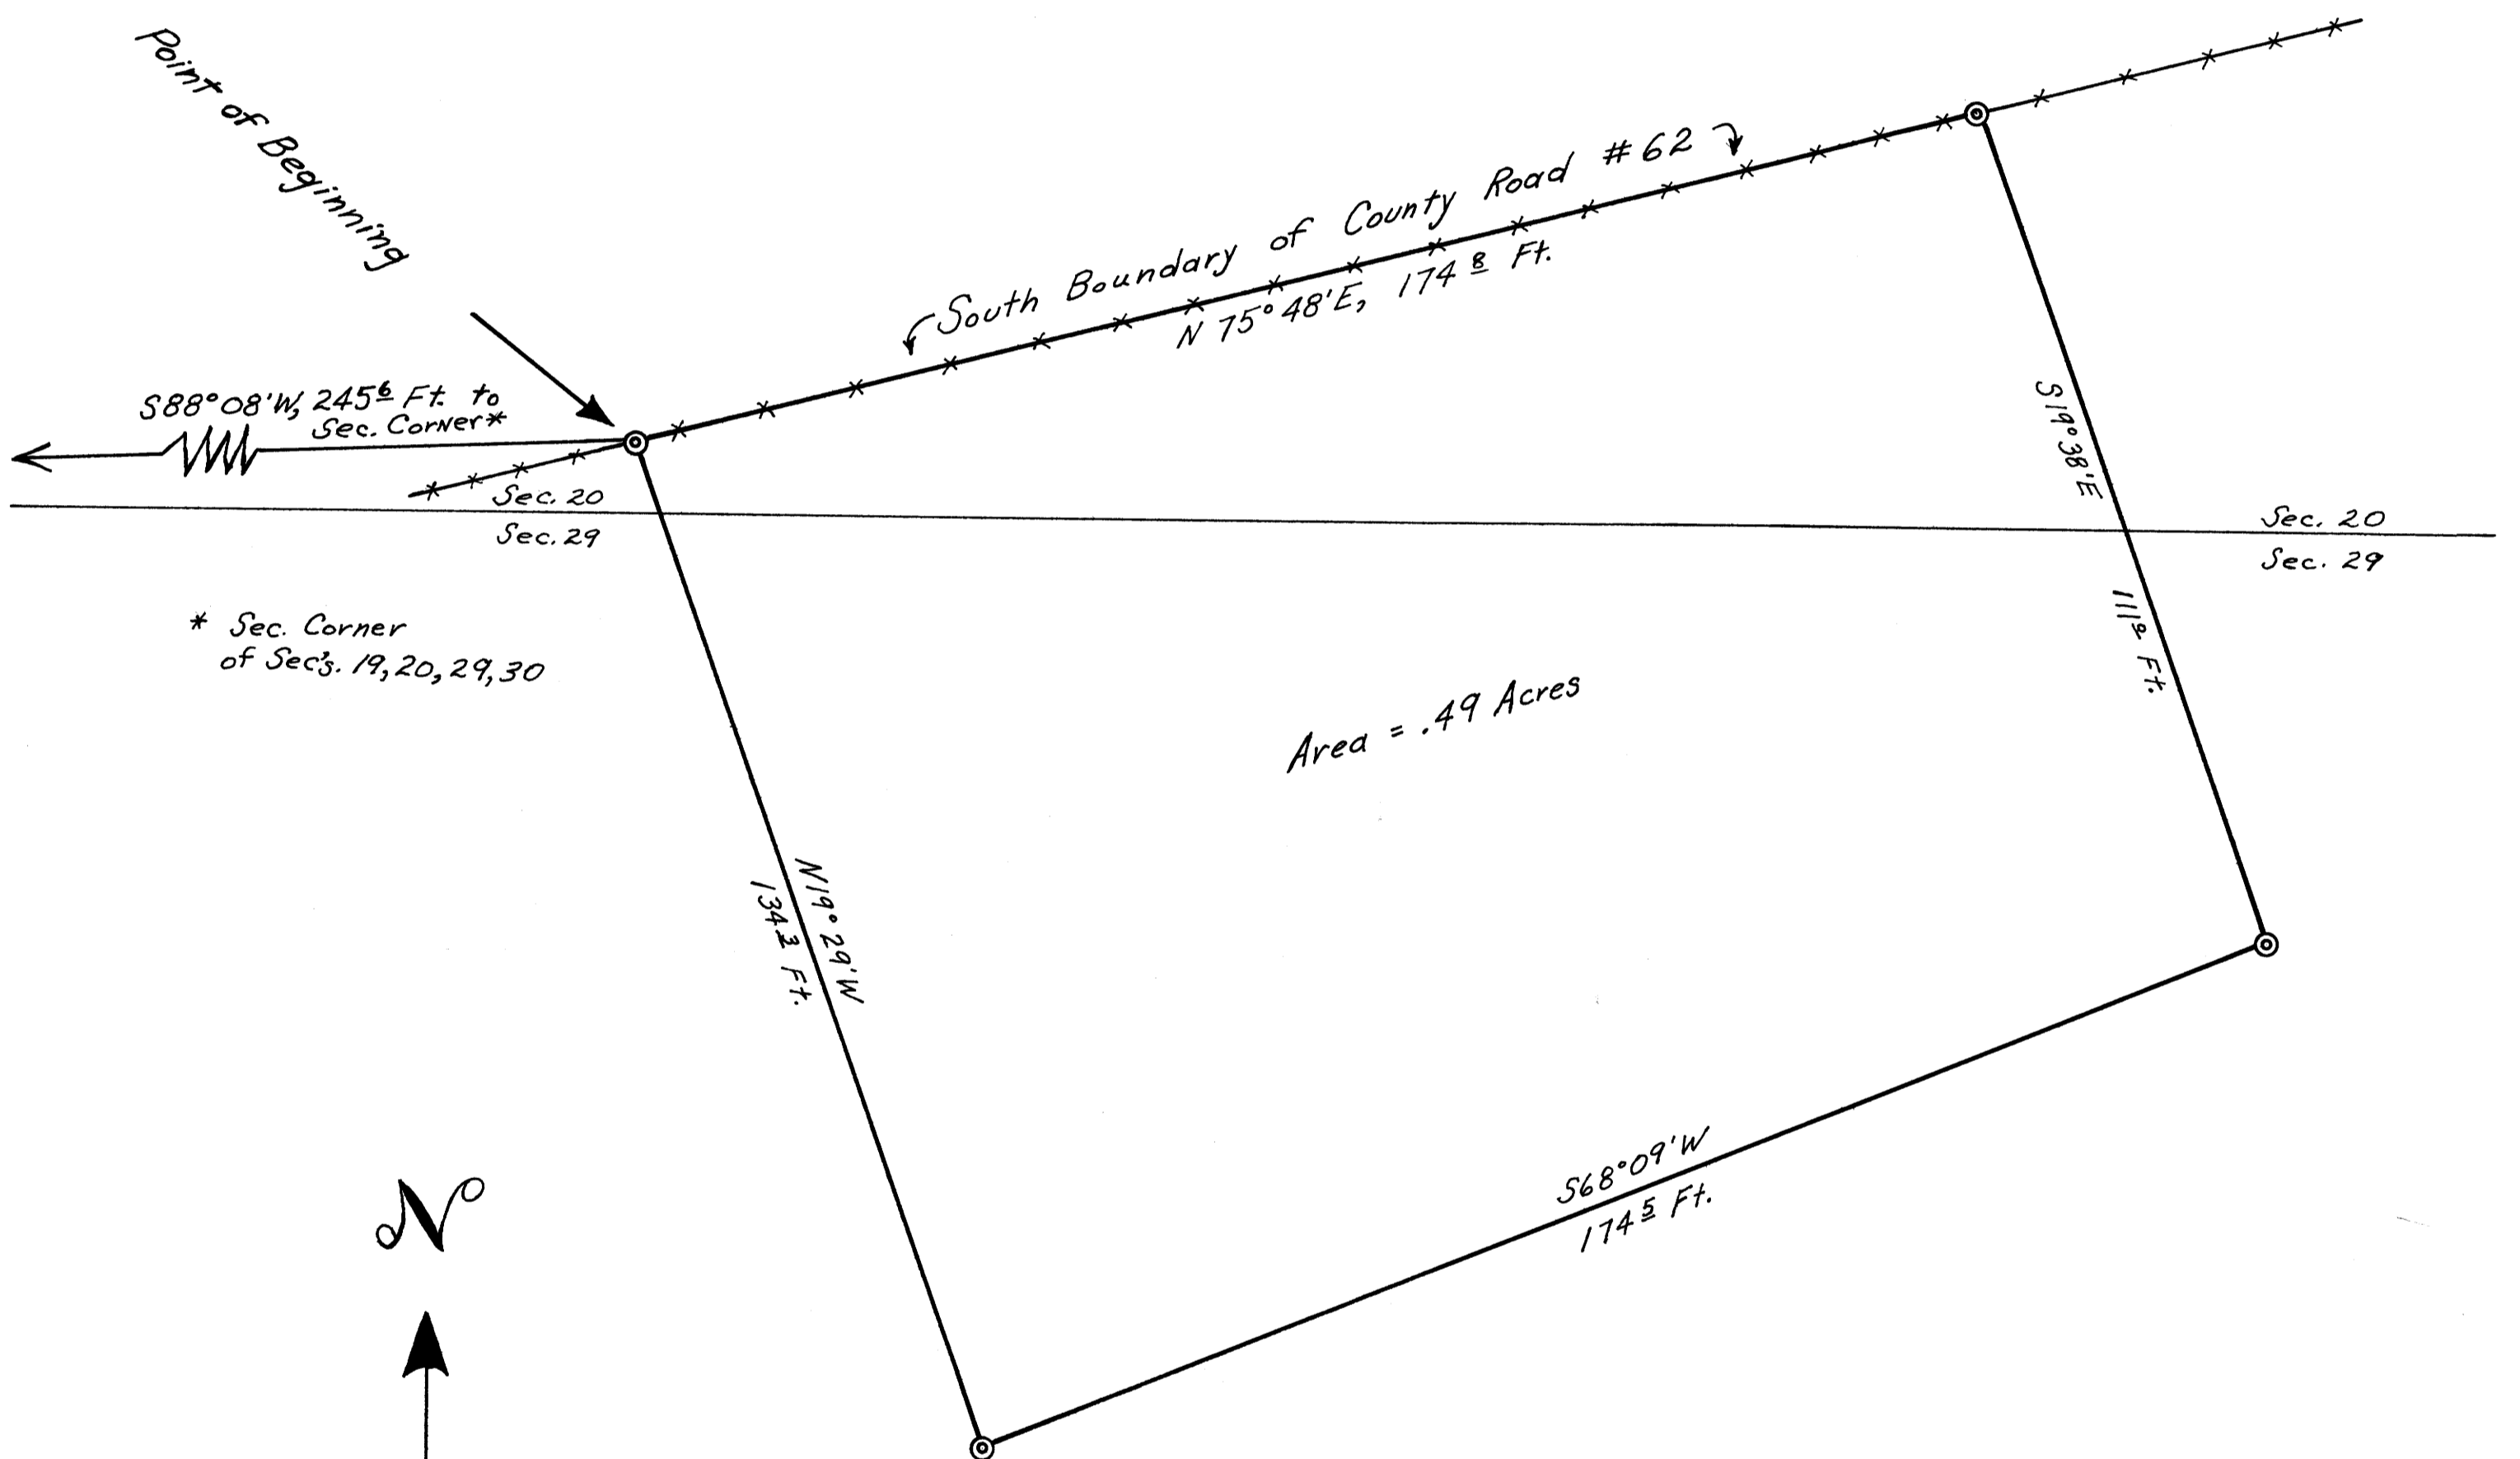 Point of Beginning
South Boundary of County Road #62
N 75°48'E, 174 8 Ft.
S88°08'W, 245 6 Ft. to
Sec. Corner*
Sec. 20
Sec. 29
Sec. 20
Sec. 29
S19°38'E
111 2 Ft.
* Sec. Corner
of Sec's. 19,20,29,30
Area = .49 Acres
N19°29'W
134 3 Ft.
S68°09'W
174 5 Ft.
N